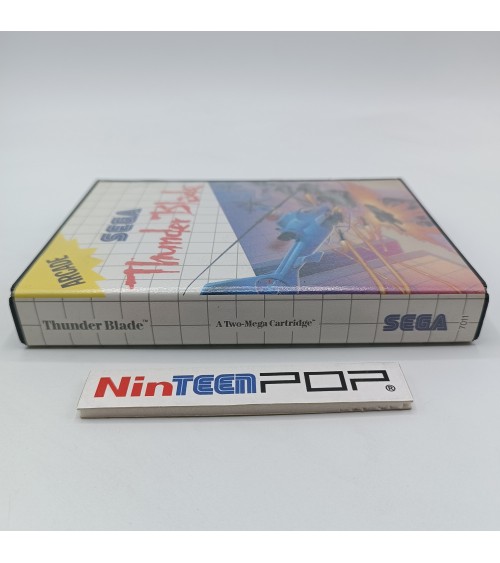 ARCADE
SEGA
Thunder Blade
Thunder Blade™
A Two-Mega Cartridge™
SEGA
7011
NinTEENPOP®